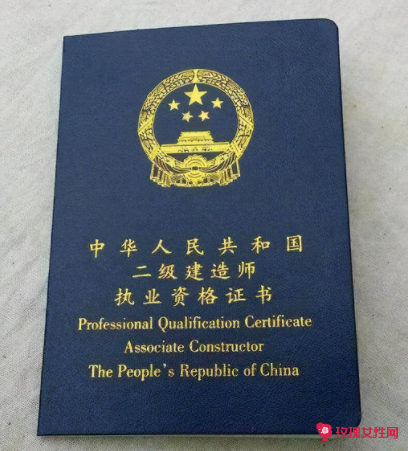 中华人民共和国
二级建造师
执业资格证书
Professional Qualification Certificate
Associate Constructor
The People's Republic of China
玫瑰女性网